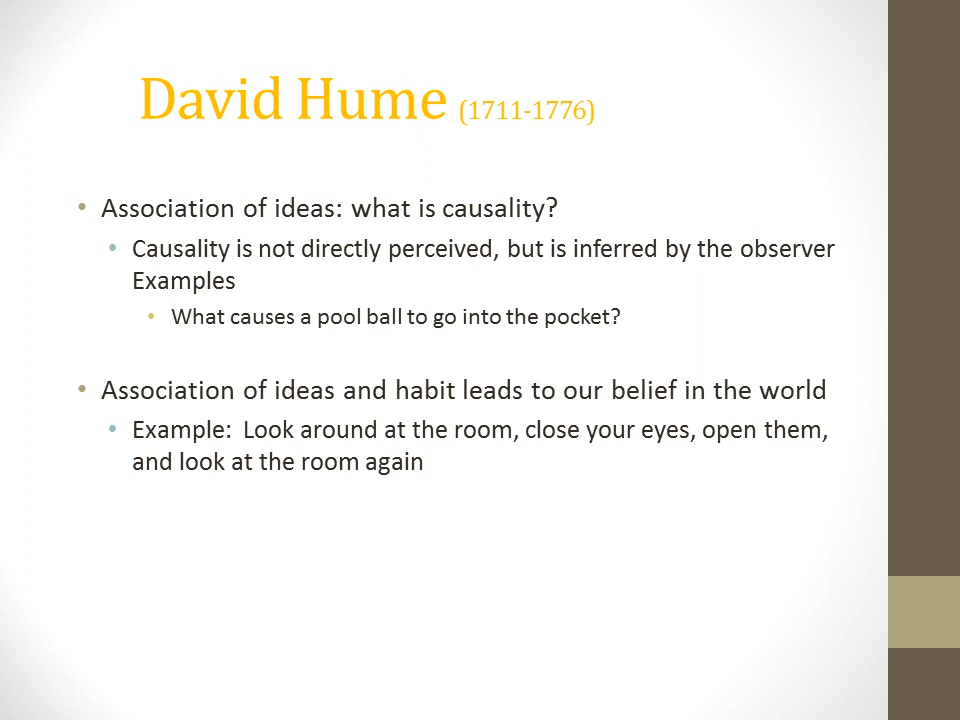 David Hume (1711-1776)
• Association of ideas: what is causality?
• Causality is not directly perceived, but is inferred by the observer
Examples
• What causes a pool ball to go into the pocket?
• Association of ideas and habit leads to our belief in the world
• Example:  Look around at the room, close your eyes, open them,
and look at the room again